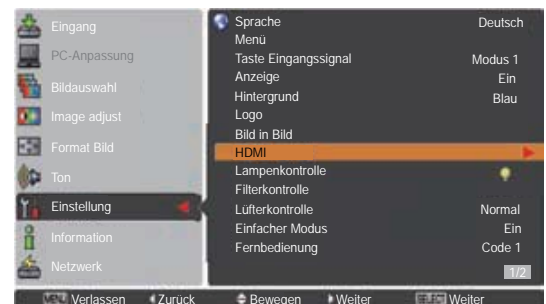 Eingang
PC-Anpassung
Bildauswahl
Image adjust
Format Bild
Ton
Einstellung
Information
Netzwerk
Sprache Deutsch
Menü
Taste Eingangssignal Modus 1
Anzeige Ein
Hintergrund Blau
Logo
Bild in Bild
HDMI
Lampenkontrolle
Filterkontrolle
Lüfterkontrolle Normal
Einfacher Modus Ein
Fernbedienung Code 1
1/2
MENU Verlassen Zurück Bewegen Weiter Weiter